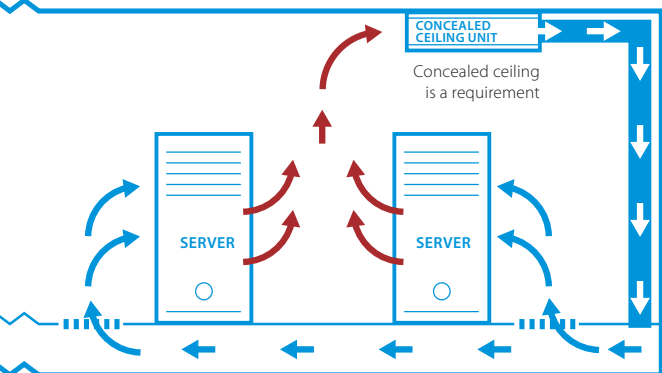 CONCEALED
CEILING UNIT
Concealed ceiling
is a requirement
SERVER
SERVER